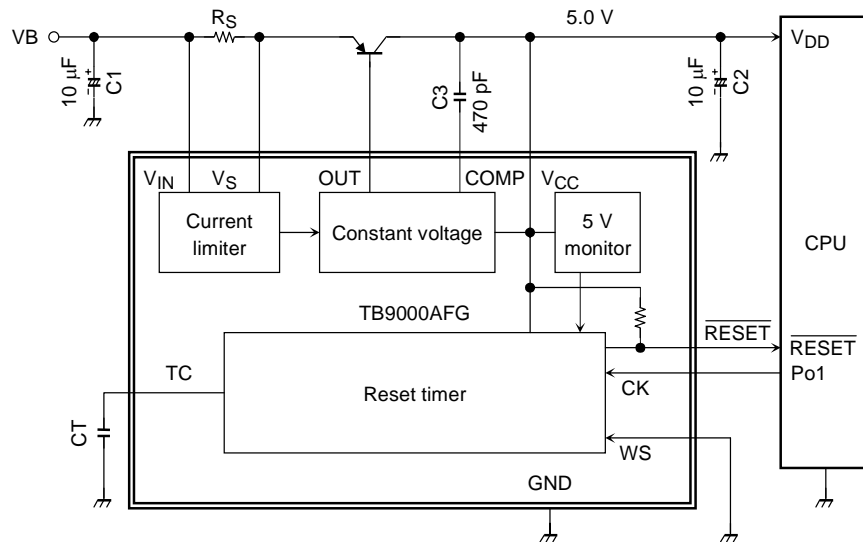 VB
RS
5.0 V
VDD
10 μF
C1
C3
470 pF
10 μF
C2
VIN
VS
OUT
COMP
VCC
Current
limiter
Constant voltage
5 V
monitor
CPU
TB9000AFG
RESET
RESET
TC
Reset timer
CK
Po1
CT
WS
GND